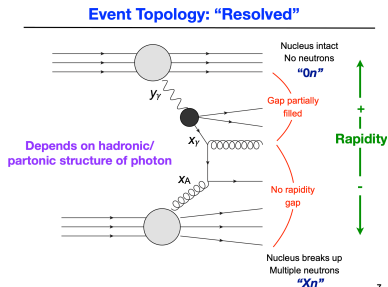 Event Topology: “Resolved”
Nucleus intact
No neutrons
“0n”
yγ
Gap partially
filled
+
xγ
Rapidity
Depends on hadronic/
partonic structure of photon
xA
No rapidity
gap
-
Nucleus breaks up
Multiple neutrons
“Xn”